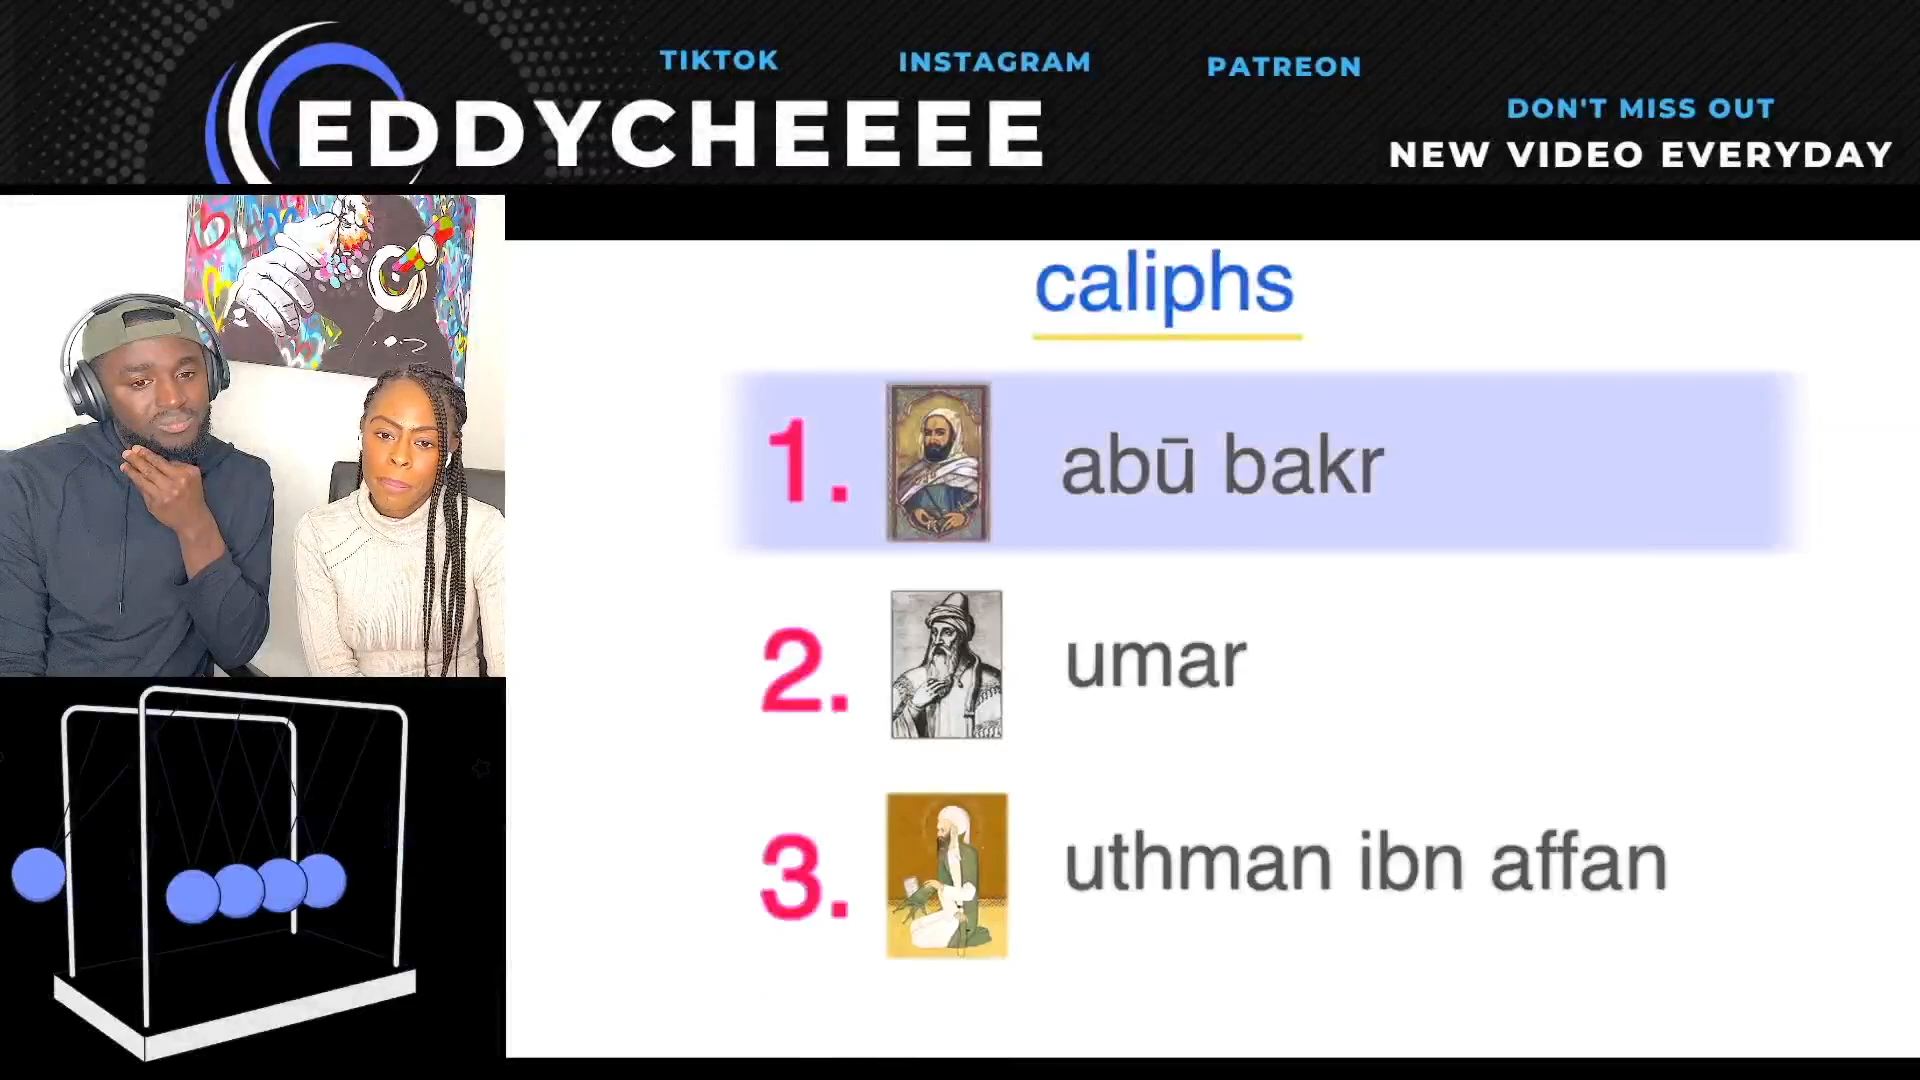 TIKTOK INSTAGRAM PATREON
EDDYCHEEEE
DON'T MISS OUT
NEW VIDEO EVERYDAY
caliphs
1. abū bakr
2. umar
3. uthman ibn affan